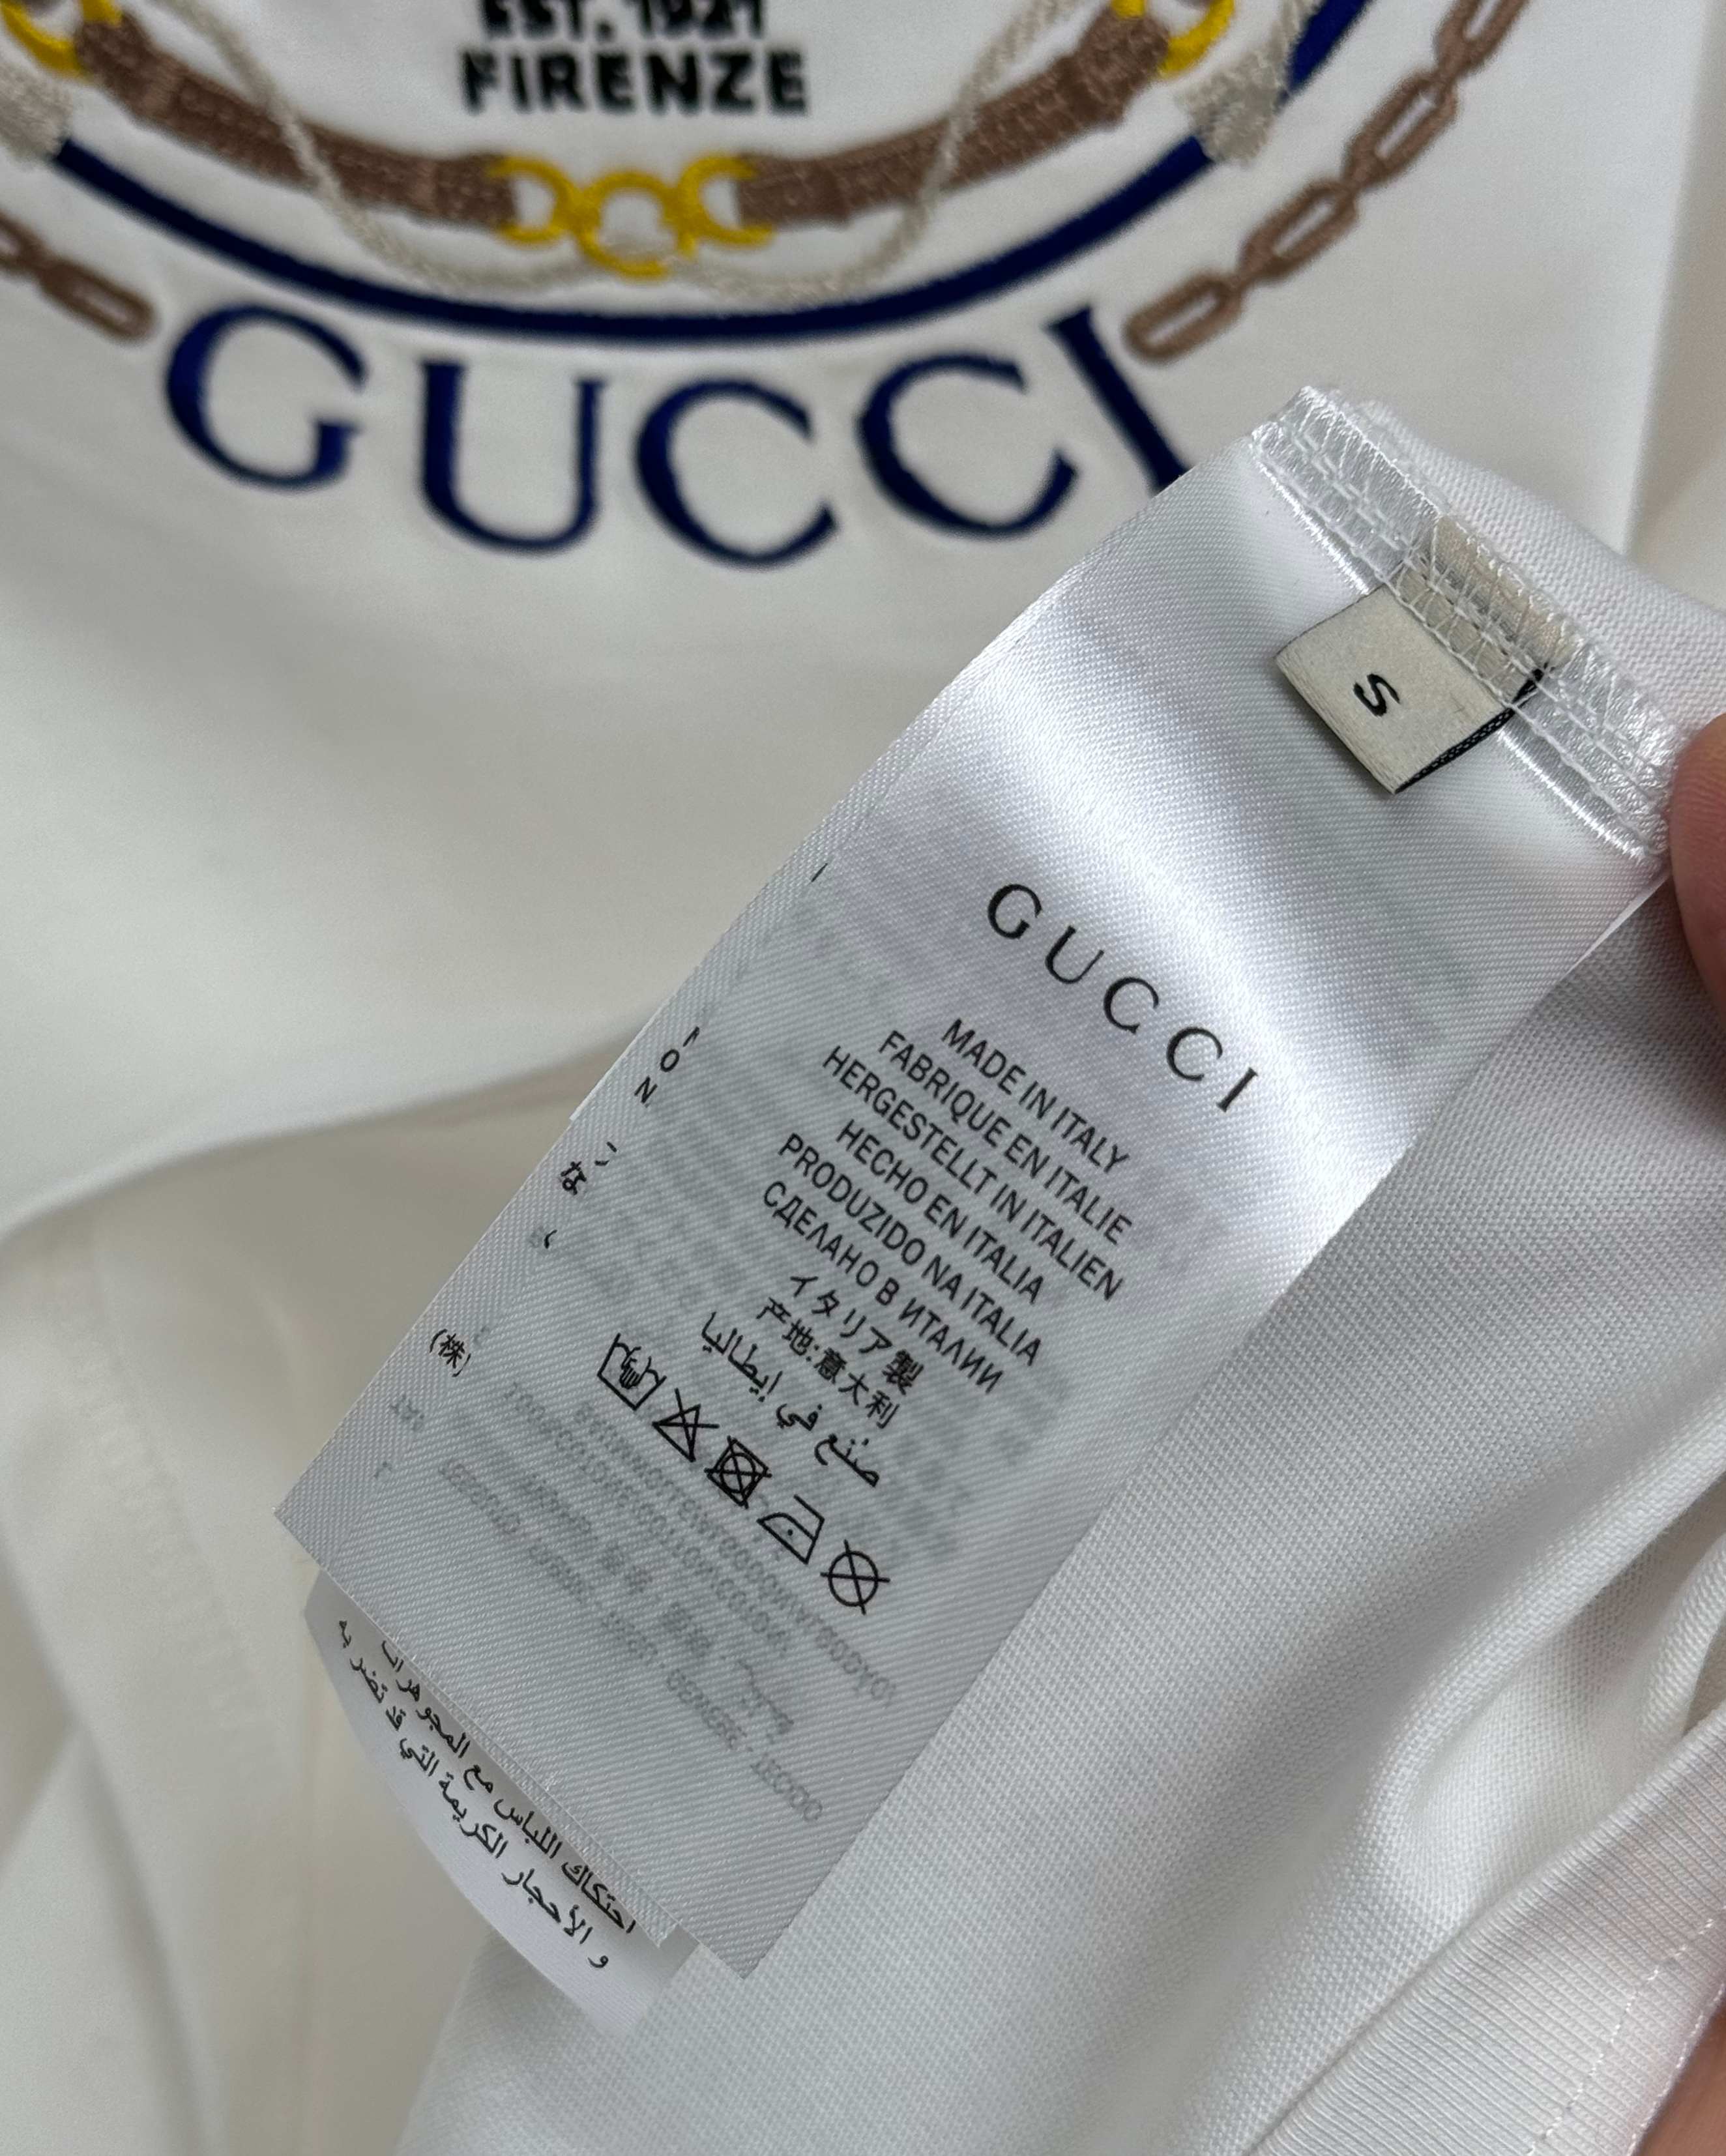 EST. 1921
FIRENZE
GUCCI
S
GUCCI
MADE IN ITALY
FABRIQUE EN ITALIE
HERGESTELLT IN ITALIEN
HECHO EN ITALIA
PRODUZIDO NA ITALIA
СДЕЛАНО В ИТАЛИИ
イタリア製
产地:意大利
صنع في إيطاليا
(株)
احتكاك اللباس مع المجوهرات
و الأحجار الكريمة التي قد تضر به